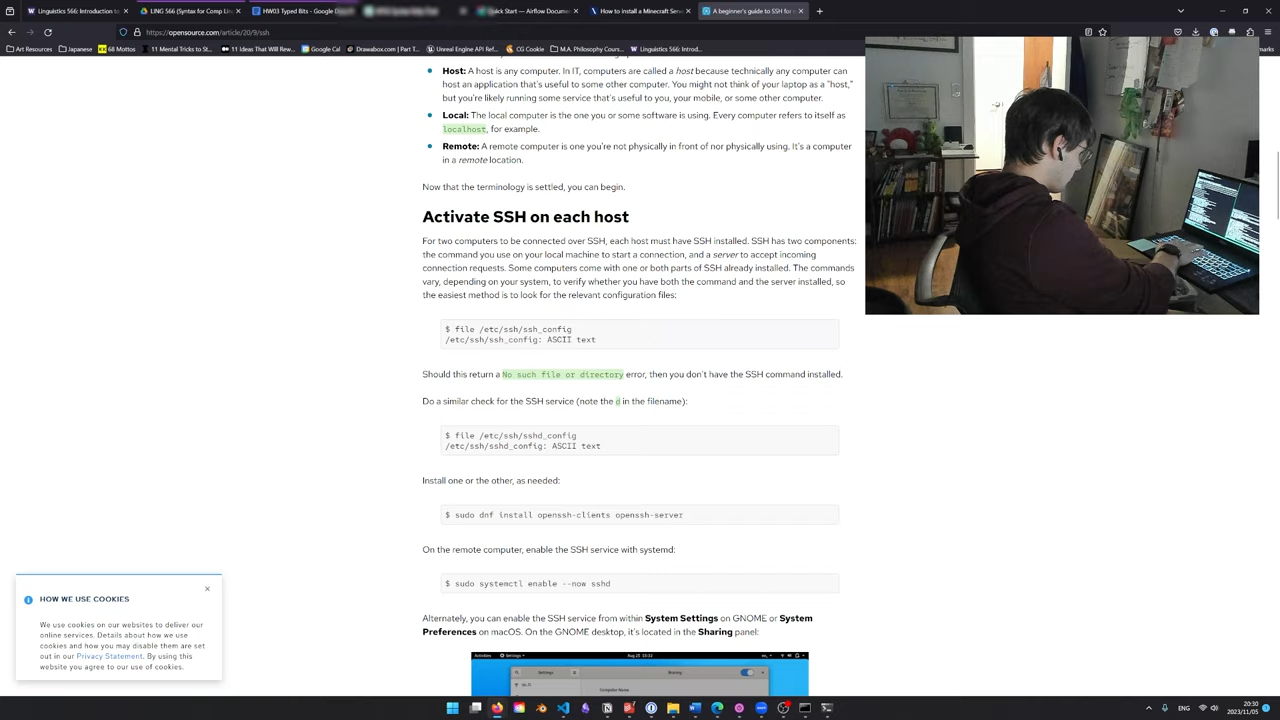 Linguistics 566: Introduction to
LING 566 (Syntax for Comp Lin
HW03 Typed Bits - Google D
Quick Start — Airflow Docume
How to install a Minecraft Serve
A beginner's guide to SSH for
https://opensource.com/article/20/9/ssh
Art Resources
Japanese
68 Mottos
11 Mental Tricks to St...
11 Ideas That Will Rew...
Google Cal
Drawabox.com | Part T...
Unreal Engine API Ref...
CG Cookie
M.A. Philosophy Cours...
Linguistics 566: Introd...
Host: A host is any computer. In IT, computers are called a host because technically any computer can
host an application that's useful to some other computer. You might not think of your laptop as a "host,"
but you're likely running some service that's useful to you, your mobile, or some other computer.
Local: The local computer is the one you or some software is using. Every computer refers to itself as
localhost, for example.
Remote: A remote computer is one you're not physically in front of nor physically using. It's a computer
in a remote location.
Now that the terminology is settled, you can begin.
Activate SSH on each host
For two computers to be connected over SSH, each host must have SSH installed. SSH has two components:
the command you use on your local machine to start a connection, and a server to accept incoming
connection requests. Some computers come with one or both parts of SSH already installed. The commands
vary, depending on your system, to verify whether you have both the command and the server installed, so
the easiest method is to look for the relevant configuration files:
$ file /etc/ssh/ssh_config
/etc/ssh/ssh_config: ASCII text
Should this return a No such file or directory error, then you don't have the SSH command installed.
Do a similar check for the SSH service (note the d in the filename):
$ file /etc/ssh/sshd_config
/etc/ssh/sshd_config: ASCII text
Install one or the other, as needed:
$ sudo dnf install openssh-clients openssh-server
On the remote computer, enable the SSH service with systemd:
$ sudo systemctl enable --now sshd
Alternately, you can enable the SSH service from within System Settings on GNOME or System
Preferences on macOS. On the GNOME desktop, it's located in the Sharing panel:
Activities
Settings
Aug 23 15:32
Settings
Sharing
Computer Name
HOW WE USE COOKIES
We use cookies on our websites to deliver our
online services. Details about how we use
cookies and how you may disable them are set
out in our Privacy Statement. By using this
website you agree to our use of cookies.
ENG
20:30
2023/11/05